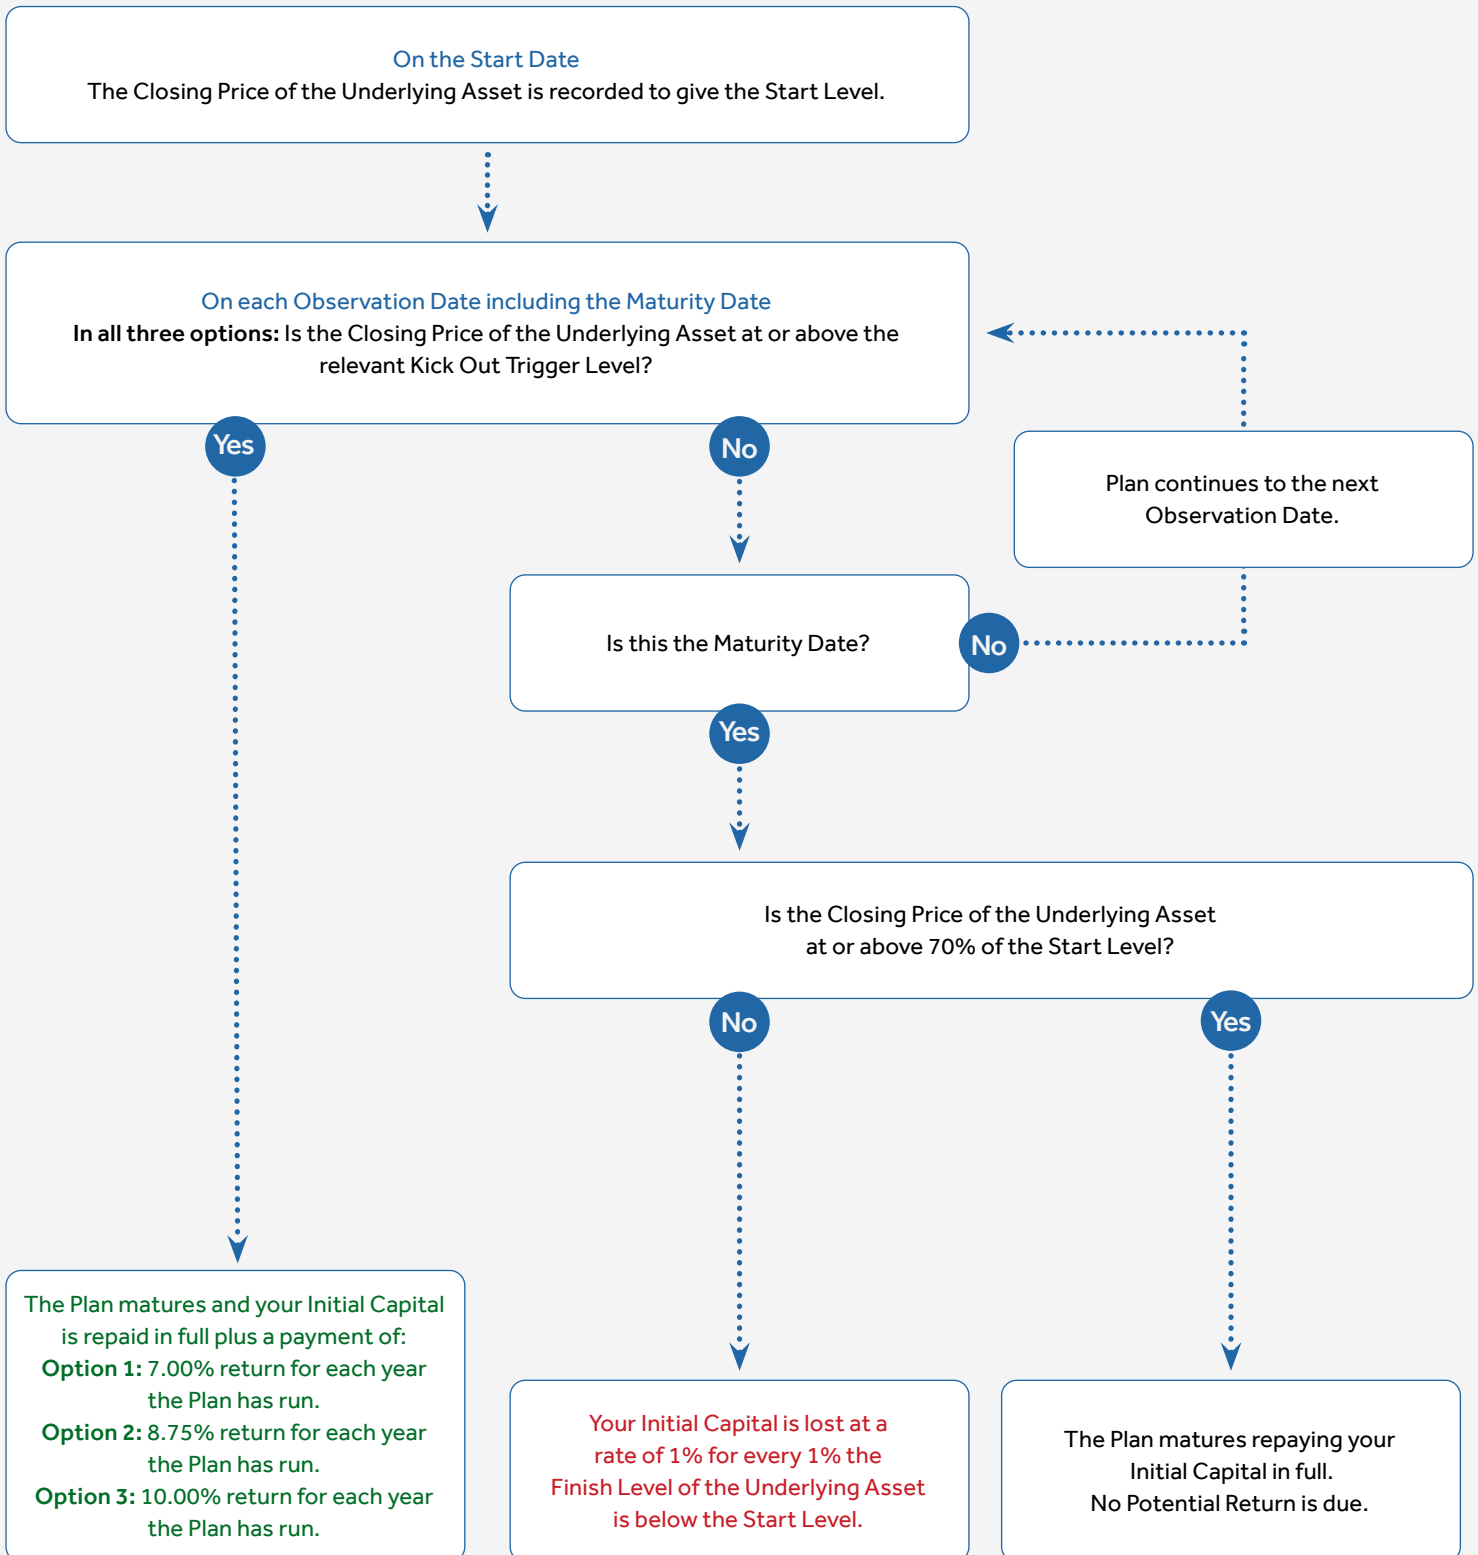 On the Start Date
The Closing Price of the Underlying Asset is recorded to give the Start Level.
On each Observation Date including the Maturity Date
In all three options: Is the Closing Price of the Underlying Asset at or above the
relevant Kick Out Trigger Level?
Yes
No
Plan continues to the next
Observation Date.
Is this the Maturity Date?
No
Yes
Is the Closing Price of the Underlying Asset
at or above 70% of the Start Level?
No
Yes
The Plan matures and your Initial Capital
is repaid in full plus a payment of:
Option 1: 7.00% return for each year
the Plan has run.
Option 2: 8.75% return for each year
the Plan has run.
Option 3: 10.00% return for each year
the Plan has run.
Your Initial Capital is lost at a
rate of 1% for every 1% the
Finish Level of the Underlying Asset
is below the Start Level.
The Plan matures repaying your
Initial Capital in full.
No Potential Return is due.